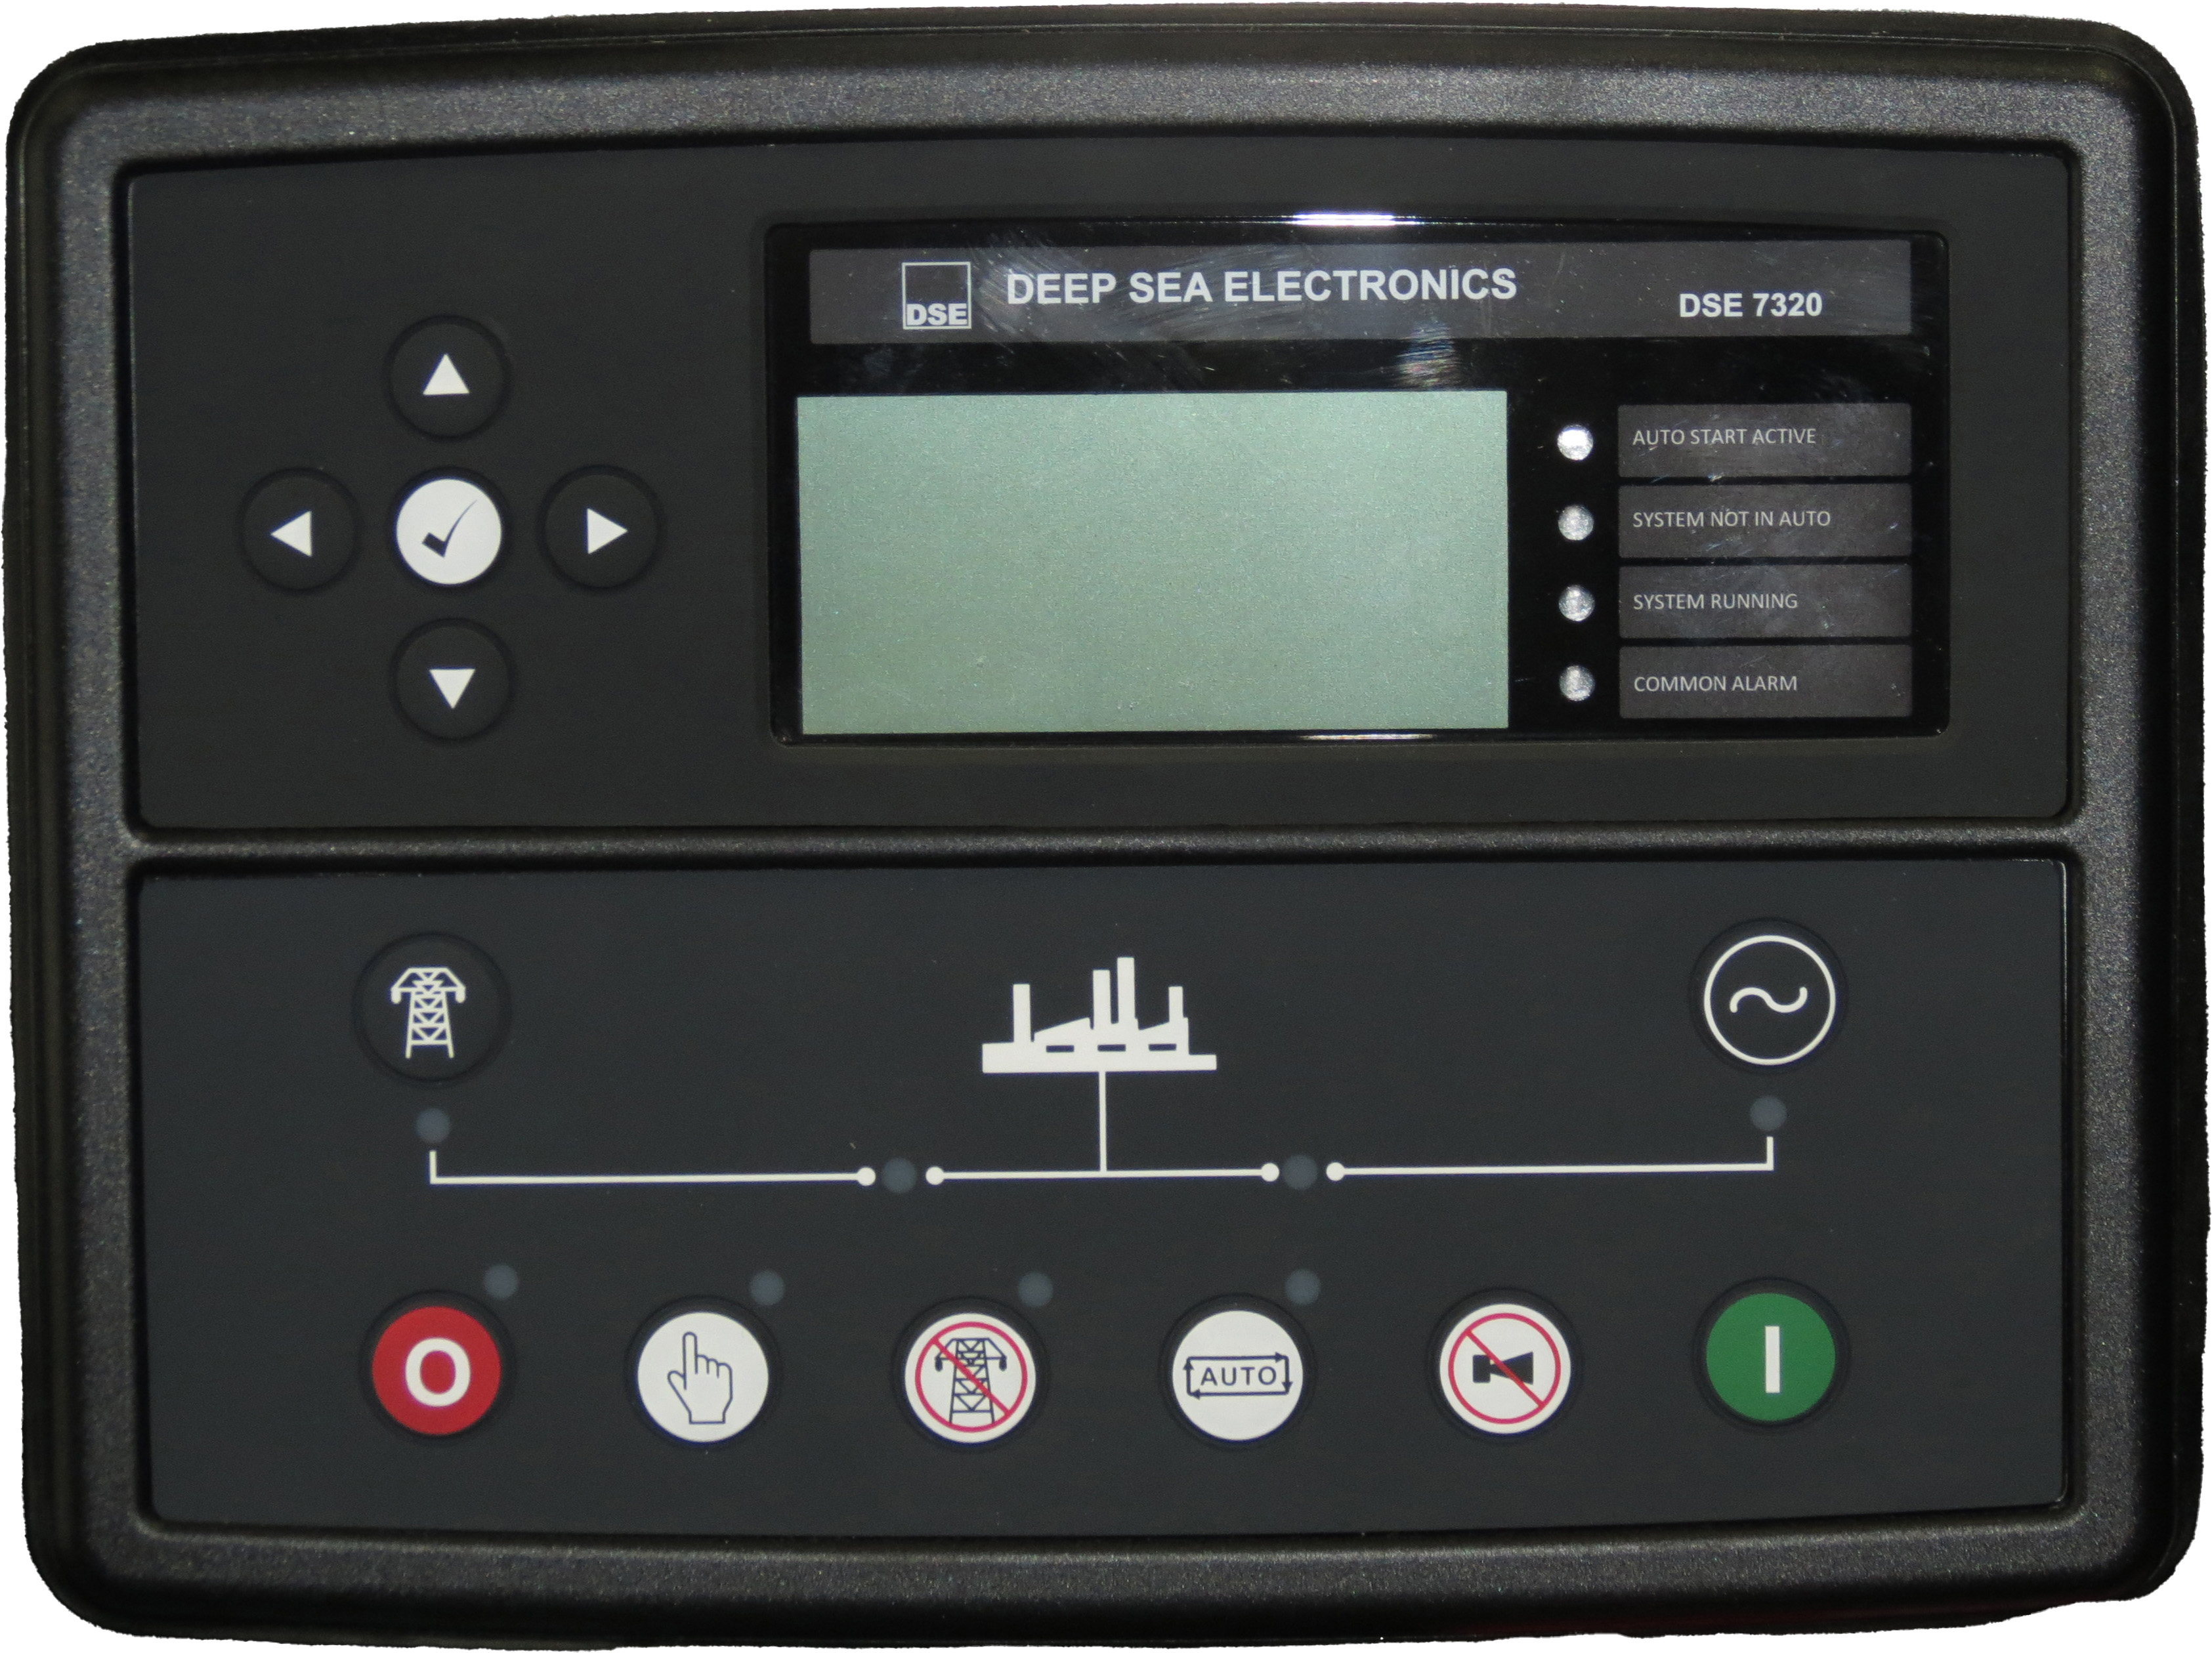 DSE
DEEP SEA ELECTRONICS
DSE 7320
AUTO START ACTIVE
SYSTEM NOT IN AUTO
SYSTEM RUNNING
COMMON ALARM
O
AUTO
I